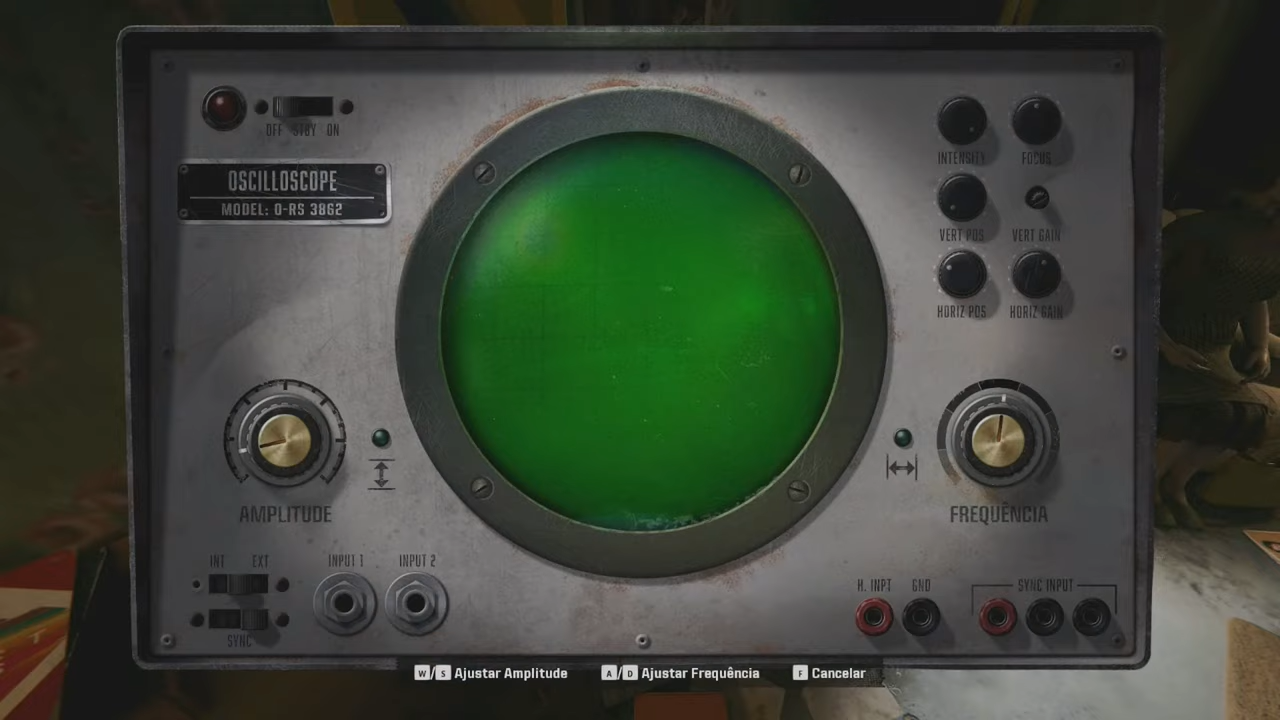 OFF STBY ON
OSCILLOSCOPE
MODEL: O-RS 3862
INTENSITY FOCUS
VERT POS VERT GAIN
HORIZ POS HORIZ GAIN
AMPLITUDE
FREQUÊNCIA
INT EXT
INPUT 1 INPUT 2
SYNC
H. INPT GND
SYNC INPUT
W/S Ajustar Amplitude A/D Ajustar Frequência F Cancelar